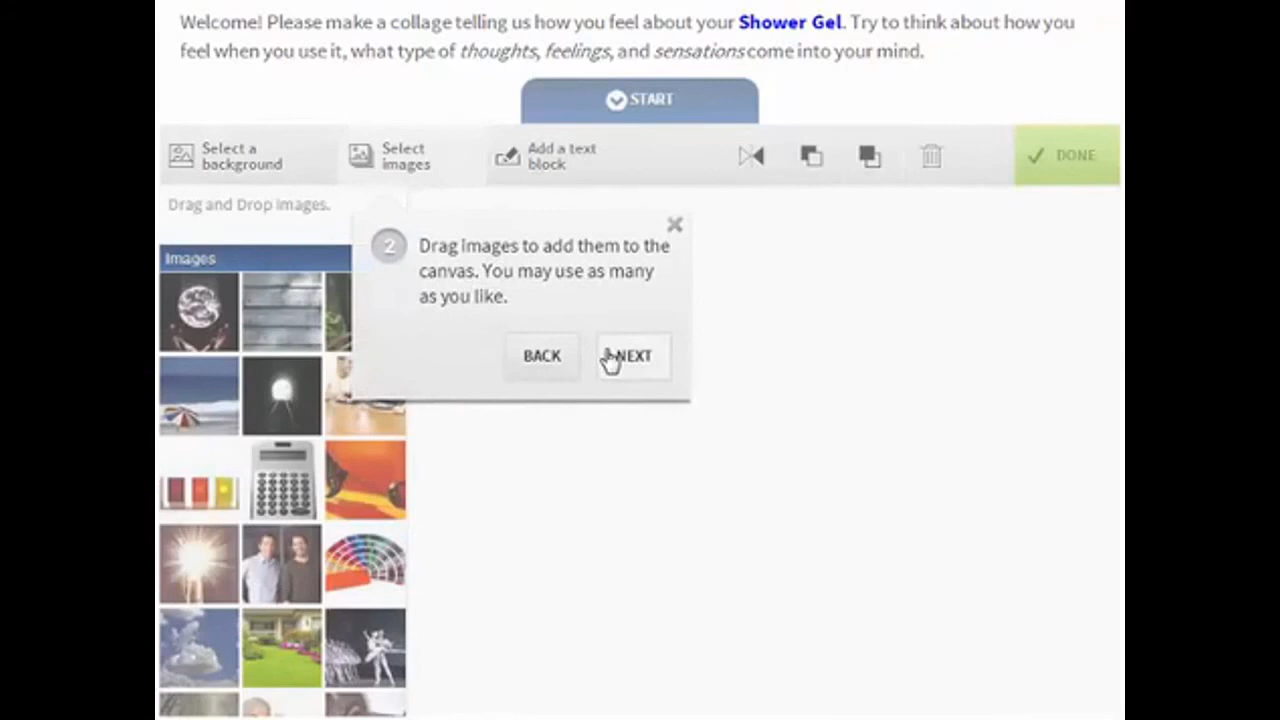 Welcome! Please make a collage telling us how you feel about your Shower Gel. Try to think about how you
feel when you use it, what type of thoughts, feelings, and sensations come into your mind.
START
Select a
background
Select
images
Add a text
block
DONE
Drag and Drop images.
Images
2
Drag images to add them to the
canvas. You may use as many
as you like.
BACK
NEXT